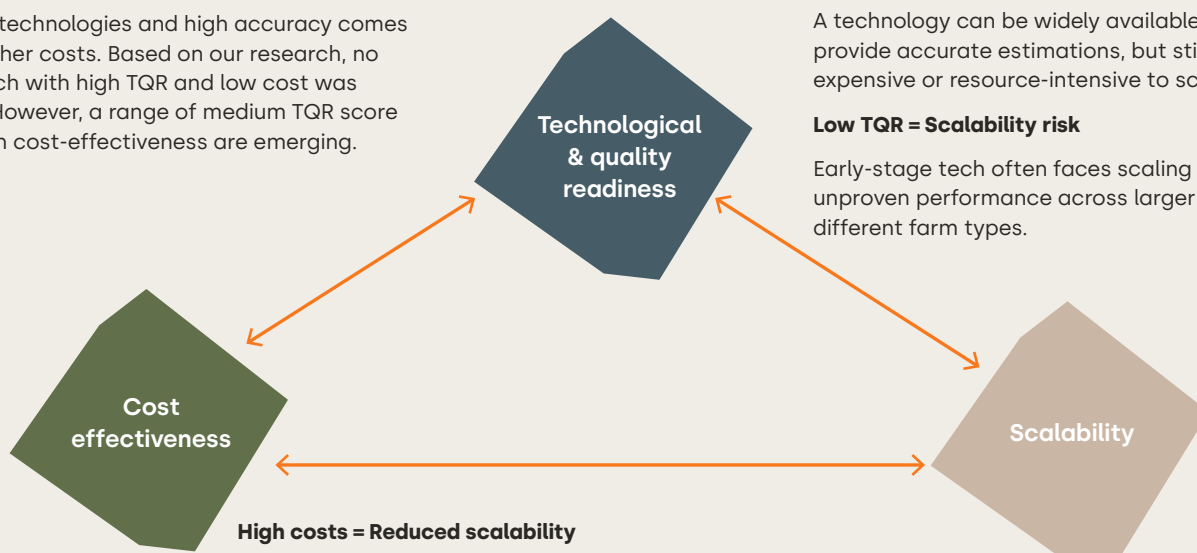 technologies and high accuracy comes
her costs. Based on our research, no
ch with high TQR and low cost was
However, a range of medium TQR score
n cost-effectiveness are emerging.
Technological
& quality
readiness
A technology can be widely available
provide accurate estimations, but sti
expensive or resource-intensive to sc
Low TQR = Scalability risk
Early-stage tech often faces scaling
unproven performance across larger
different farm types.
Cost
effectiveness
Scalability
High costs = Reduced scalability